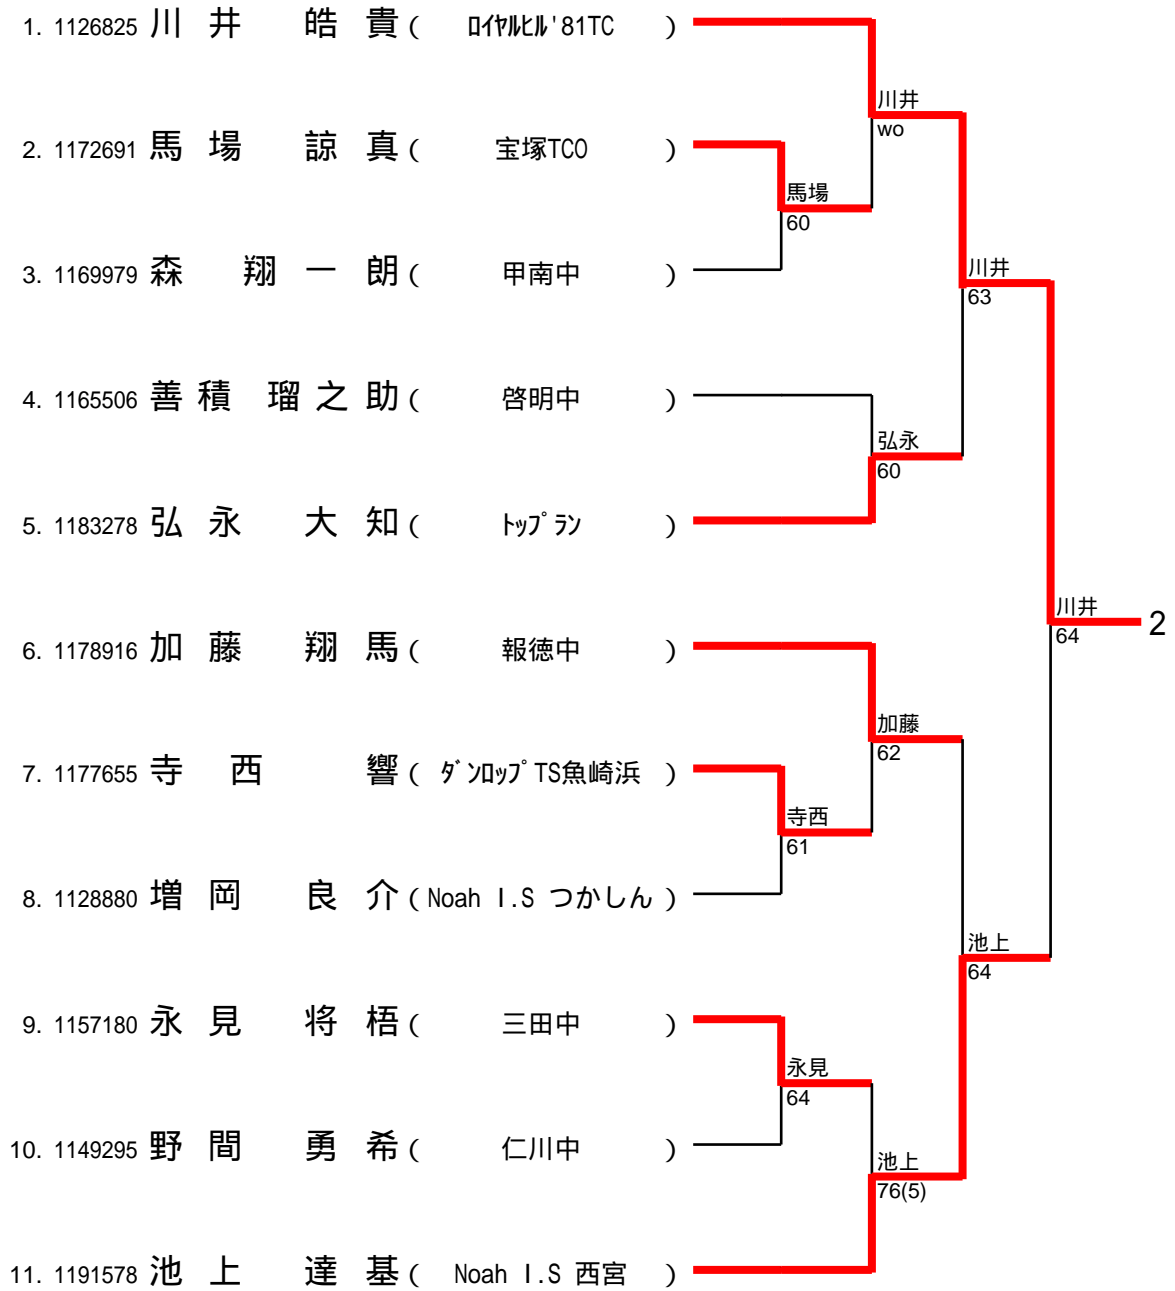 1. 1126825 川井 皓貴 ( ﾛｲﾔﾙﾋﾙ'81TC )
川井
wo
2. 1172691 馬場 諒真 ( 宝塚TCO )
馬場
60
3. 1169979 森 翔一朗 ( 甲南中 )
川井
63
4. 1165506 善積 瑠之助 ( 啓明中 )
弘永
60
5. 1183278 弘永 大知 ( ﾄｯﾌﾟﾗﾝ )
川井
64
2
6. 1178916 加藤 翔馬 ( 報徳中 )
加藤
62
7. 1177655 寺西 響 ( ﾀﾞﾝﾛｯﾌﾟTS魚崎浜 )
寺西
61
8. 1128880 増岡 良介 ( Noah I.S つかしん )
池上
64
9. 1157180 永見 将梧 ( 三田中 )
永見
64
10. 1149295 野間 勇希 ( 仁川中 )
池上
76(5)
11. 1191578 池上 達基 ( Noah I.S 西宮 )